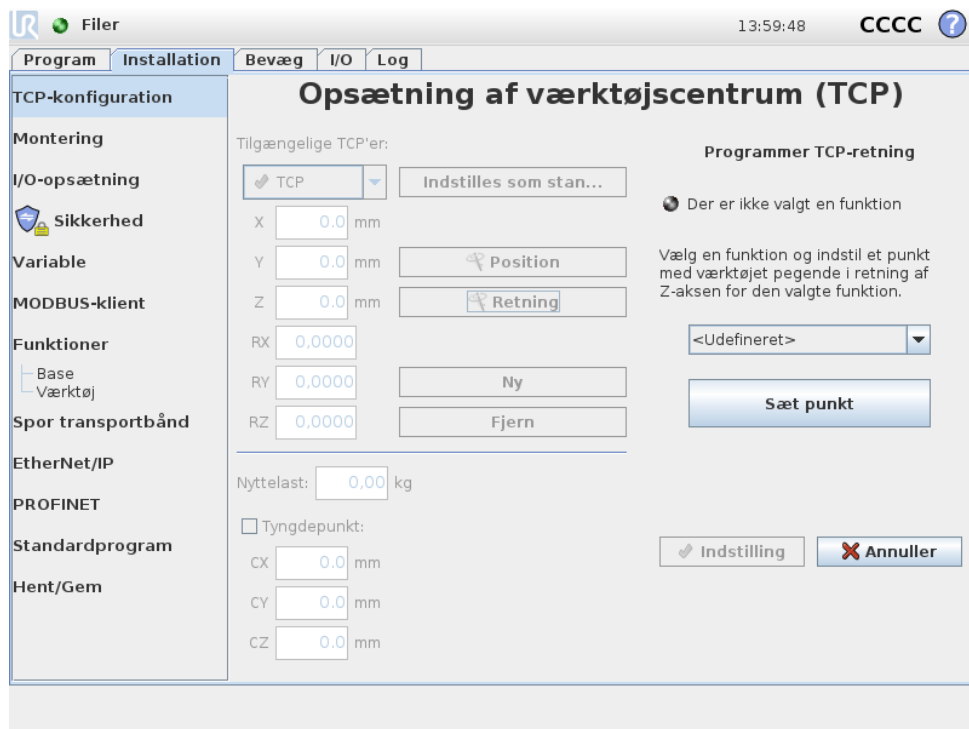 UR Filer 13:59:48 CCCC ?
Program Installation Bevæg I/O Log
TCP-konfiguration
Montering
I/O-opsætning
Sikkerhed
Variable
MODBUS-klient
Funktioner
Base
Værktøj
Spor transportbånd
EtherNet/IP
PROFINET
Standardprogram
Hent/Gem
Opsætning af værktøjscentrum (TCP)
Tilgængelige TCP'er:
TCP Indstilles som stan...
X 0.0 mm
Y 0.0 mm Position
Z 0.0 mm Retning
RX 0,0000
RY 0,0000 Ny
RZ 0,0000 Fjern
Nyttelast: 0,00 kg
Tyngdepunkt:
CX 0.0 mm
CY 0.0 mm
CZ 0.0 mm
Programmer TCP-retning
Der er ikke valgt en funktion
Vælg en funktion og indstil et punkt
med værktøjet pegende i retning af
Z-aksen for den valgte funktion.
<Udefineret>
Sæt punkt
Indstilling Annuller